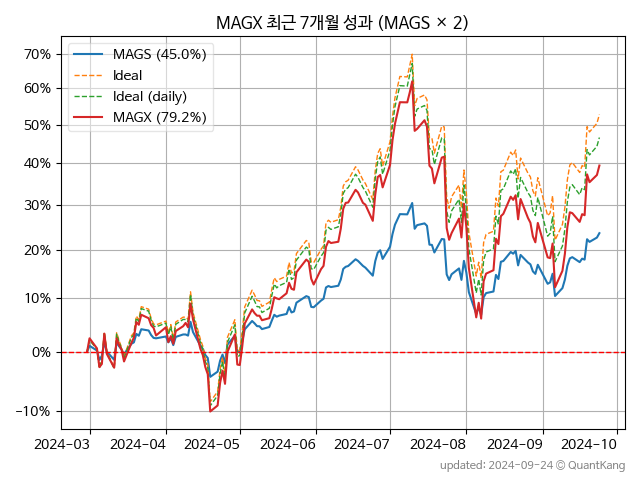 MAGX 최근 7개월 성과 (MAGS × 2)
MAGS (45.0%)
Ideal
Ideal (daily)
MAGX (79.2%)
70%
60%
50%
40%
30%
20%
10%
0%
−10%
2024-03 2024-04 2024-05 2024-06 2024-07 2024-08 2024-09 2024-10
updated: 2024-09-24 © QuantKang